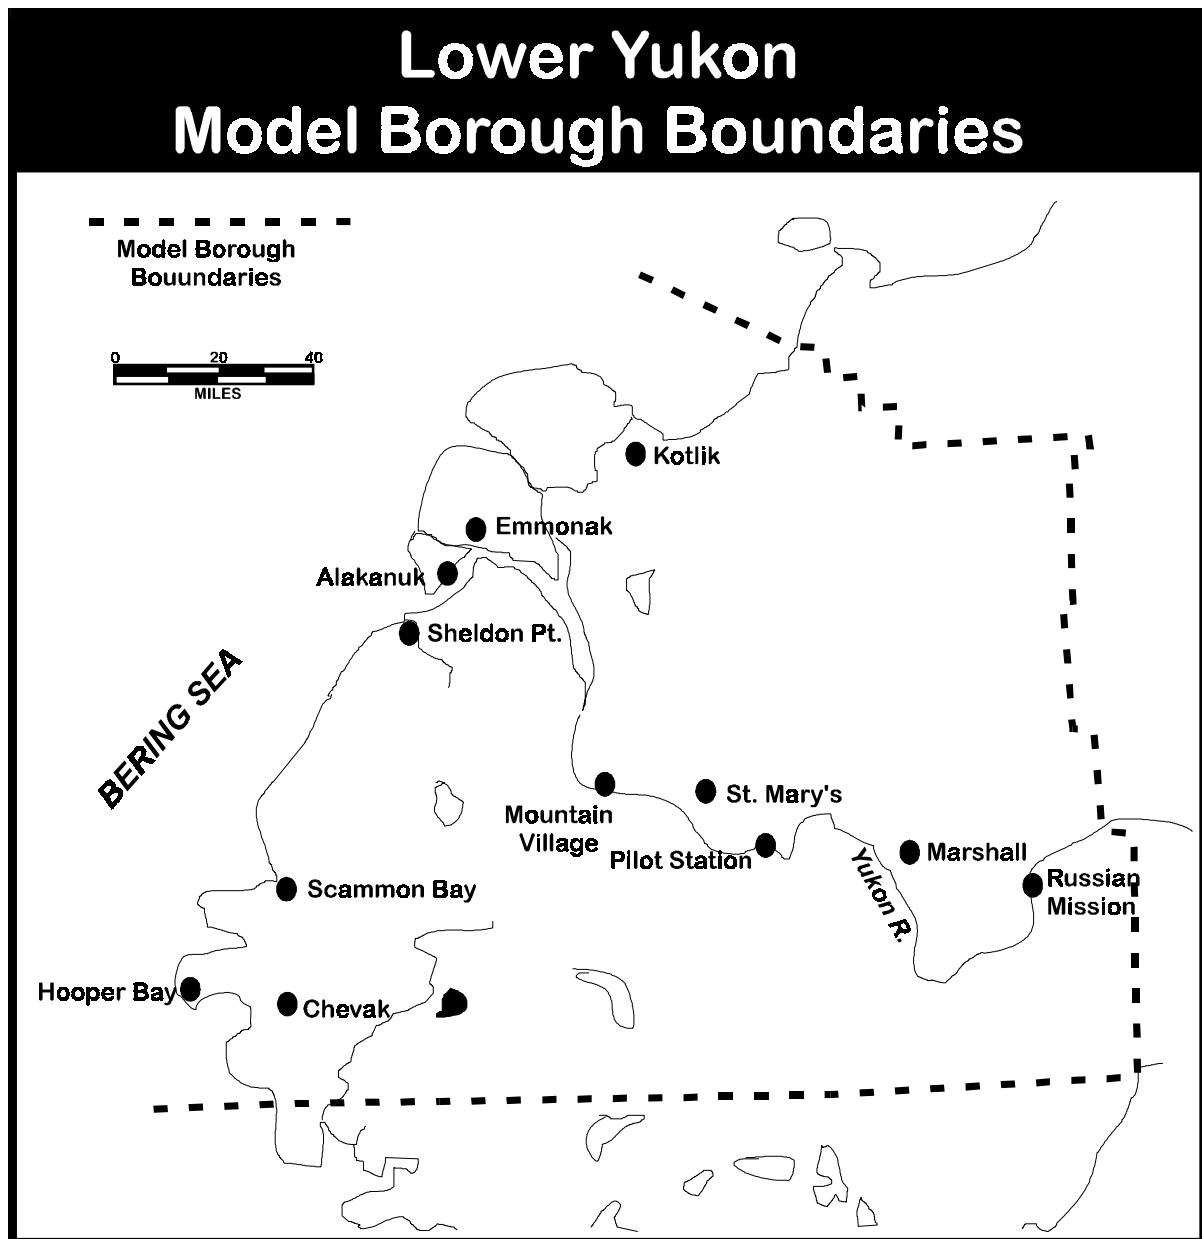 Lower Yukon
Model Borough Boundaries
Model Borough
Bouundaries
0 20 40
MILES
Kotlik
Emmonak
Alakanuk
Sheldon Pt.
BERING SEA
Mountain
Village
St. Mary's
Pilot Station
Yukon R.
Marshall
Russian
Mission
Scammon Bay
Hooper Bay
Chevak